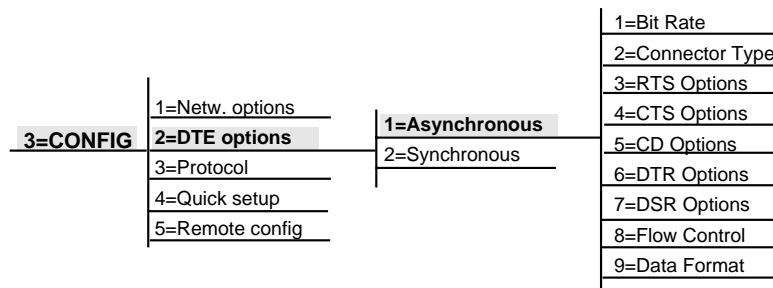 3=CONFIG
1=Netw. options
2=DTE options
3=Protocol
4=Quick setup
5=Remote config
1=Asynchronous
2=Synchronous
1=Bit Rate
2=Connector Type
3=RTS Options
4=CTS Options
5=CD Options
6=DTR Options
7=DSR Options
8=Flow Control
9=Data Format